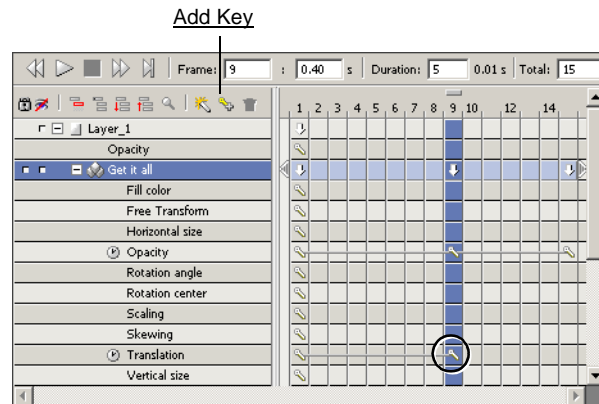 Add Key
Frame: 9 : 0.40 s Duration: 5 0.01 s Total: 15
1 2 3 4 5 6 7 8 9 10 12 14
Layer_1
Opacity
Get it all
Fill color
Free Transform
Horizontal size
Opacity
Rotation angle
Rotation center
Scaling
Skewing
Translation
Vertical size